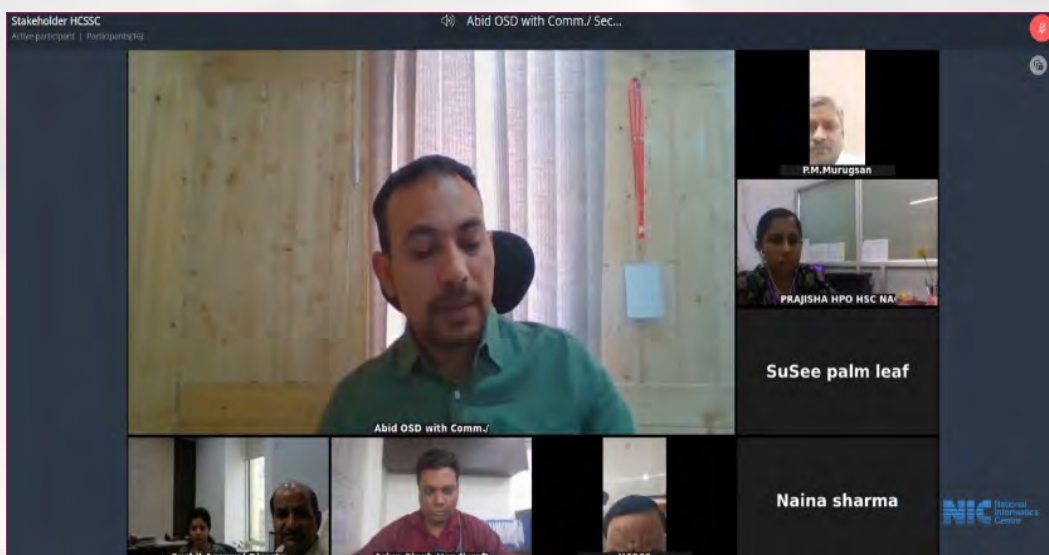 Stakeholder HCSSC
Active participant | Participants[16]
Abid OSD with Comm./ Sec...
P.M.Murugsan
PRAJISHA HPO HSC NA
SuSee palm leaf
Abid OSD with Comm./
Naina sharma
NIC National
Informatics
Centre